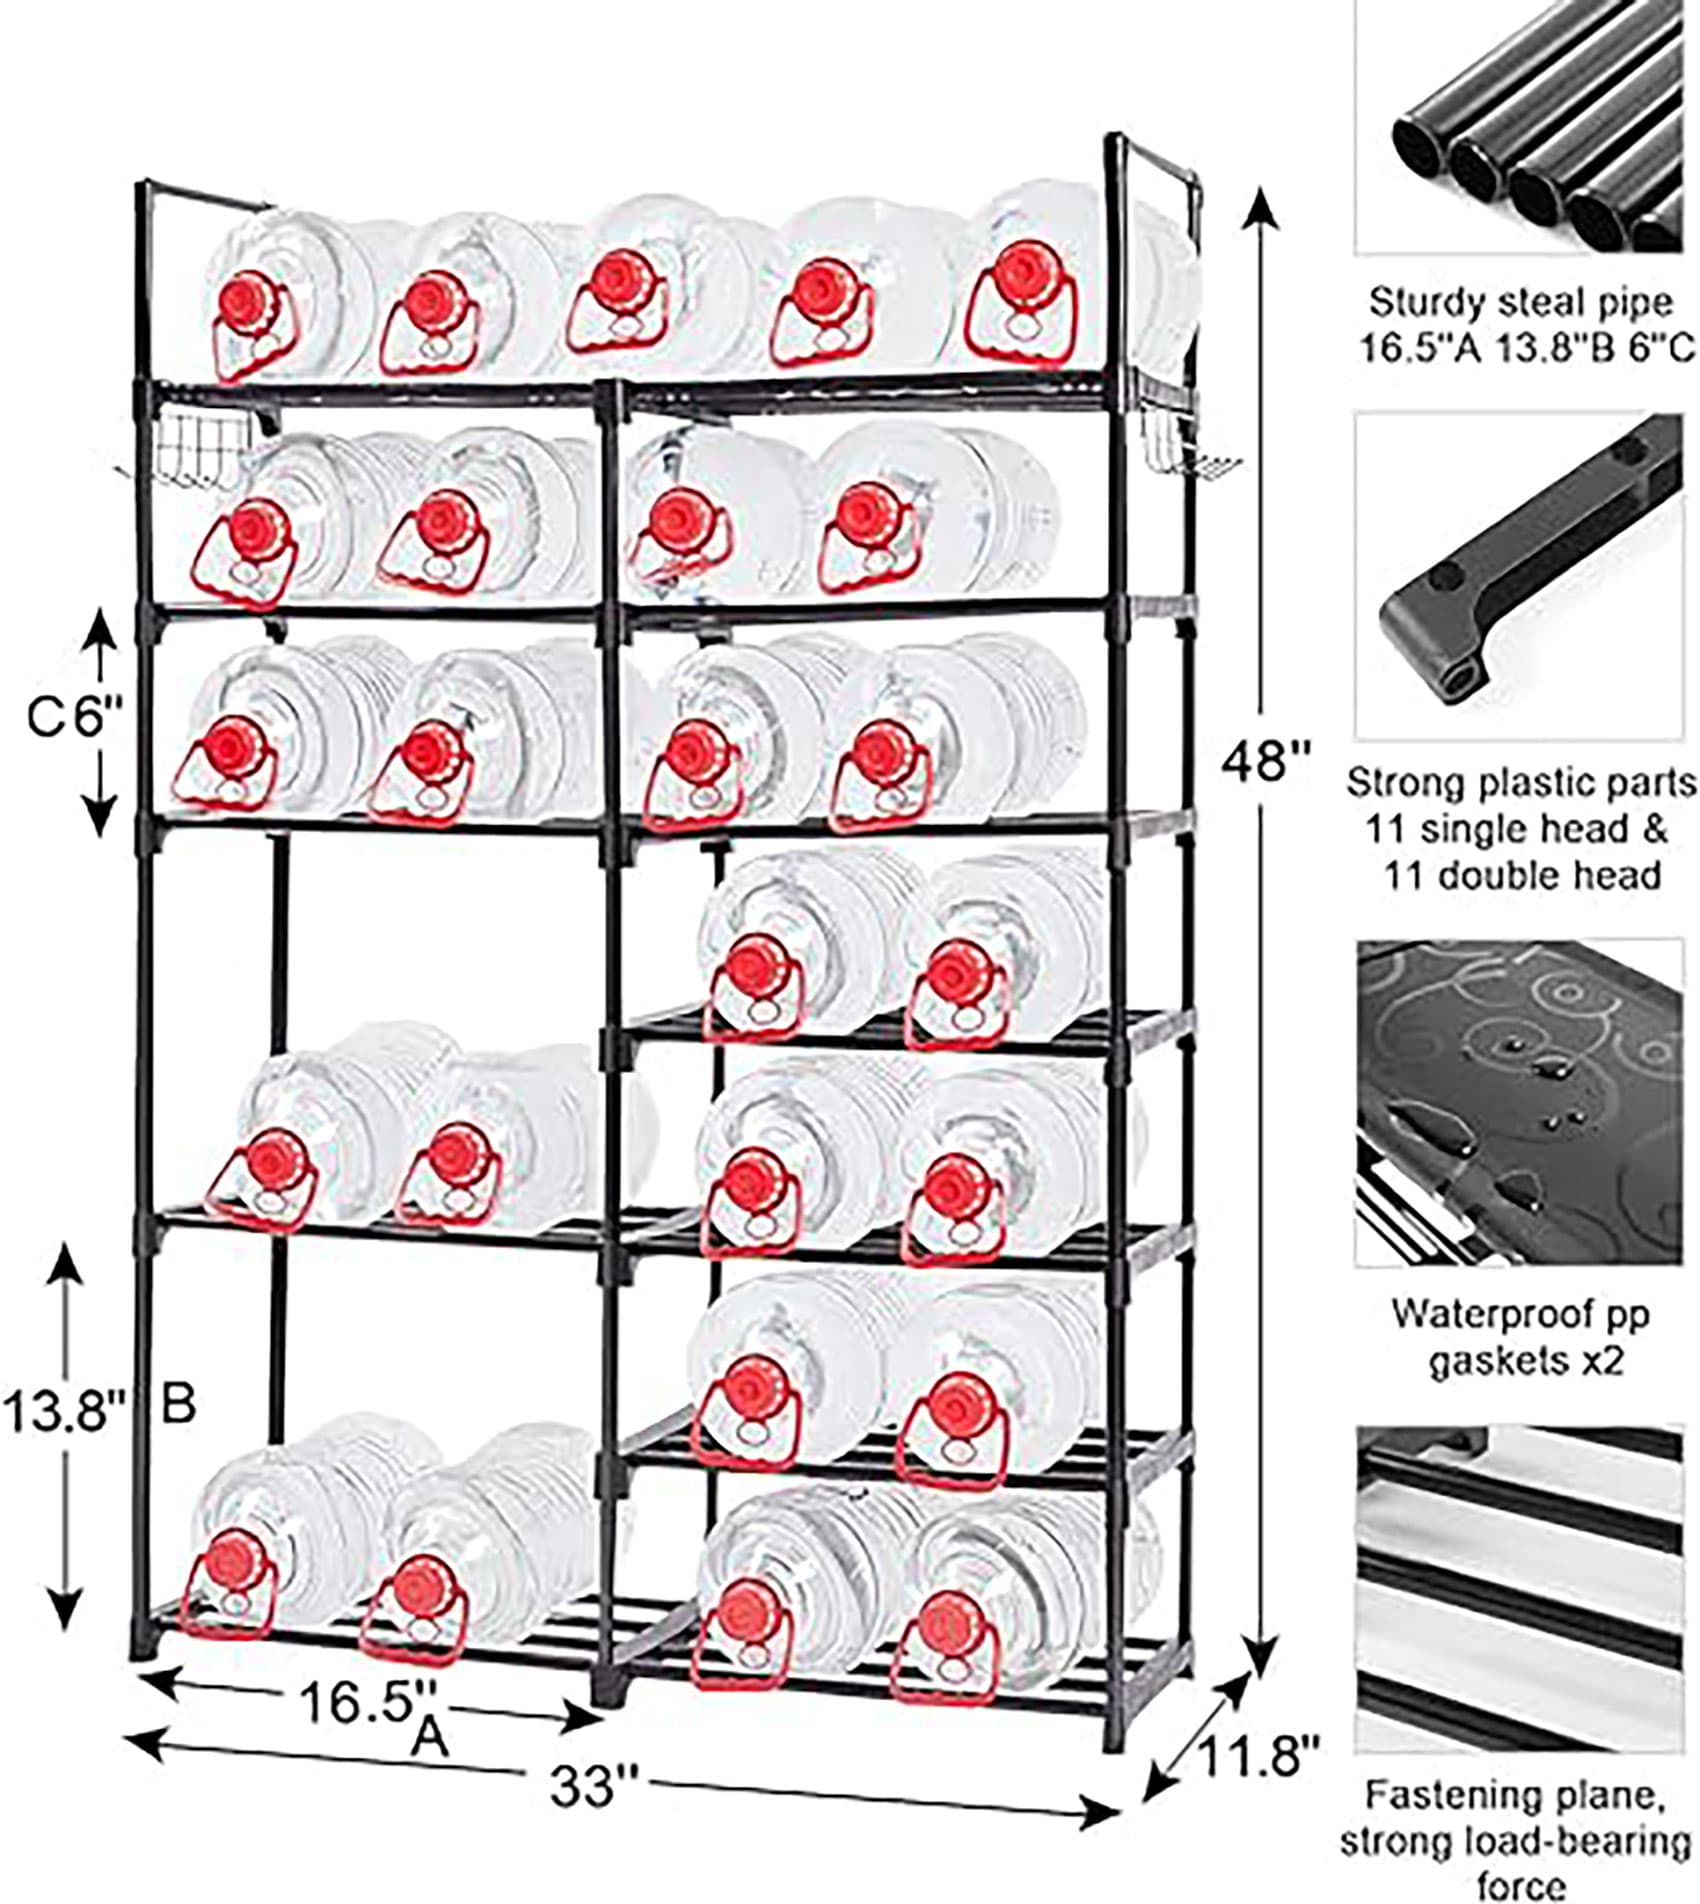 Sturdy steal pipe
16.5"A 13.8"B 6"C
C6"
48"
Strong plastic parts
11 single head &
11 double head
Waterproof pp
gaskets x2
13.8"
B
16.5"
A
33"
11.8"
Fastening plane,
strong load-bearing
force